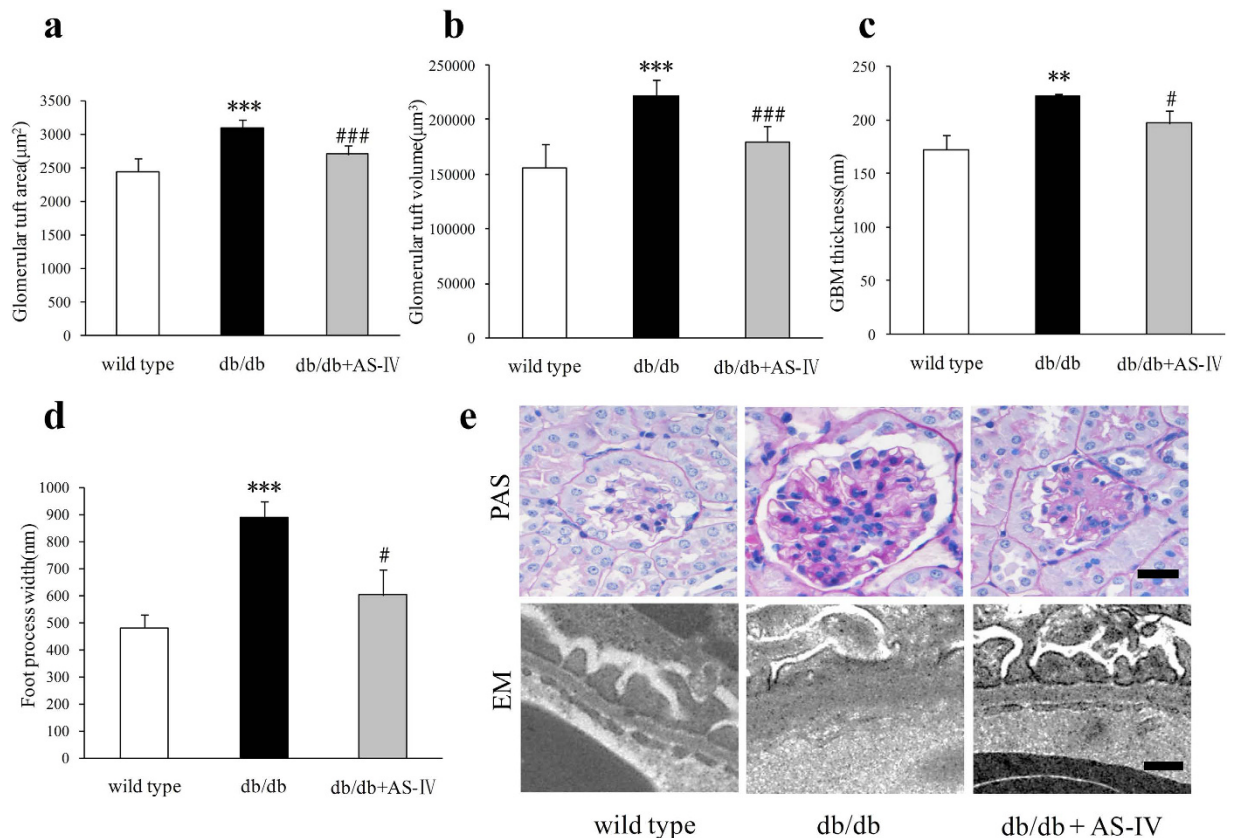 a
Glomerular tuft area(μm²)
3500
3000
2500
2000
1500
1000
500
0
***
###
wild type
db/db
db/db+AS-Ⅳ
b
Glomerular tuft volume(μm³)
250000
200000
150000
100000
50000
0
***
###
wild type
db/db
db/db+AS-Ⅳ
c
GBM thickness(nm)
250
200
150
100
50
0
**
#
wild type
db/db
db/db+AS-Ⅳ
d
Foot process width(nm)
1000
900
800
700
600
500
400
300
200
100
0
***
#
wild type
db/db
db/db+AS-Ⅳ
e
PAS
EM
wild type
db/db
db/db + AS-IV